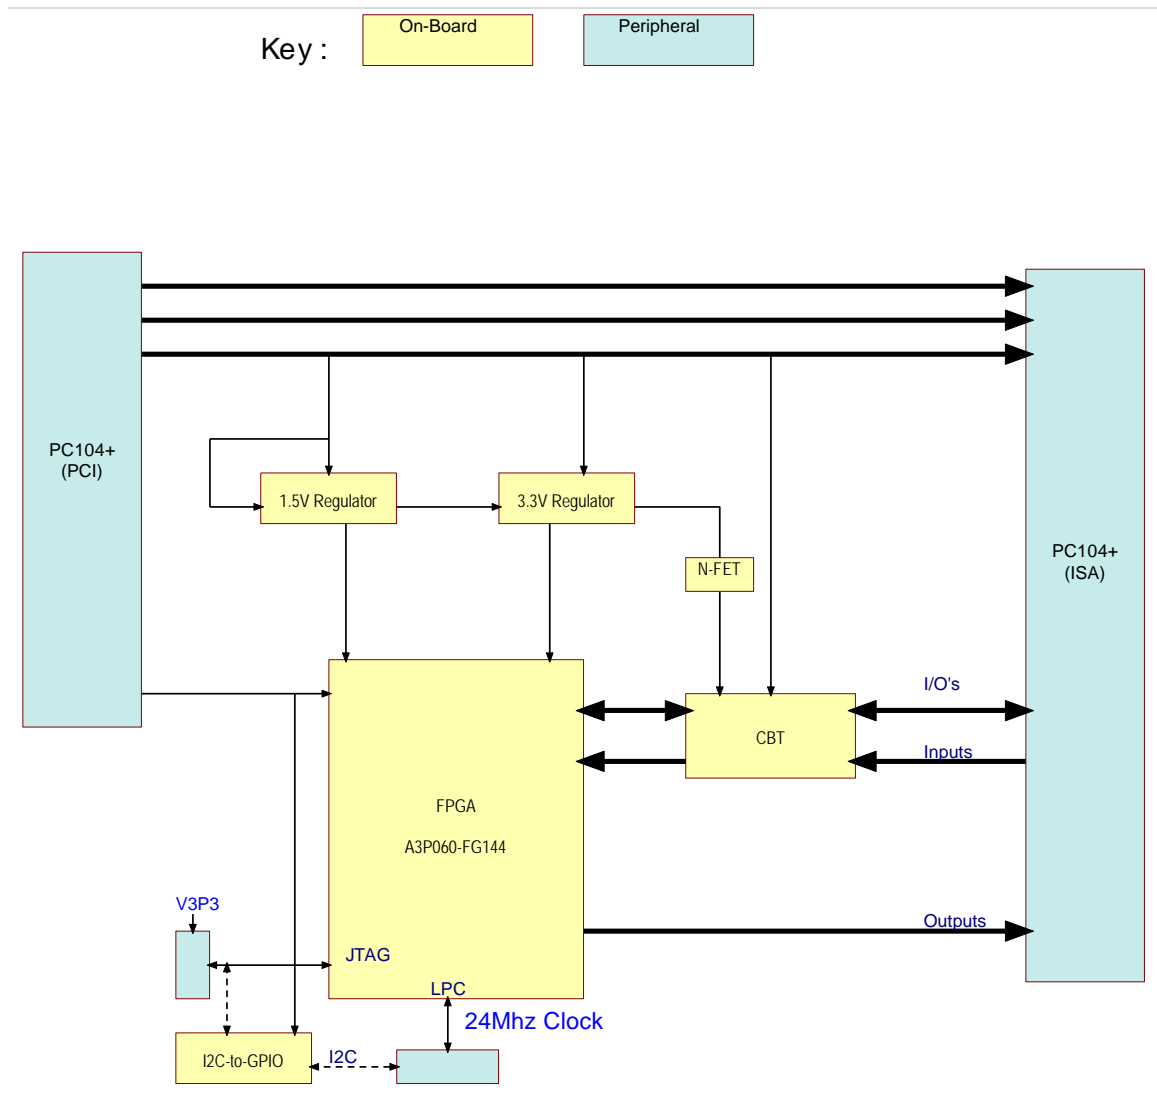 On-Board
Peripheral
Key :
PC104+
(PCI)
1.5V Regulator
3.3V Regulator
N-FET
PC104+
(ISA)
I/O's
CBT
Inputs
FPGA
A3P060-FG144
V3P3
Outputs
JTAG
LPC
24Mhz Clock
I2C-to-GPIO
I2C